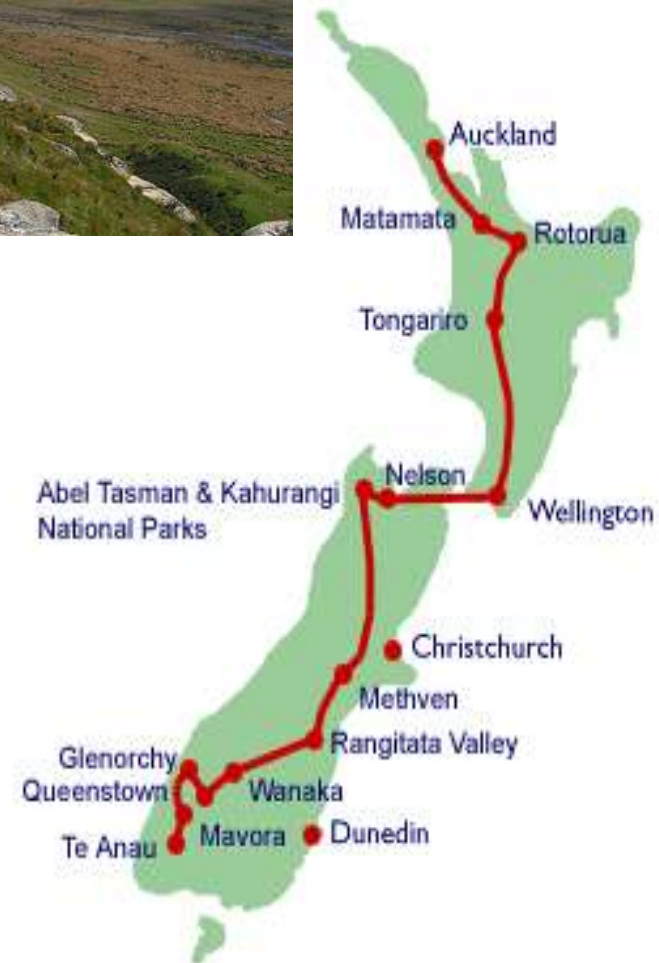 Auckland
Matamata
Rotorua
Tongariro
Nelson
Abel Tasman & Kahurangi
National Parks
Wellington
Christchurch
Methven
Rangitata Valley
Glenorchy
Queenstown
Wanaka
Te Anau
Mavora
Dunedin